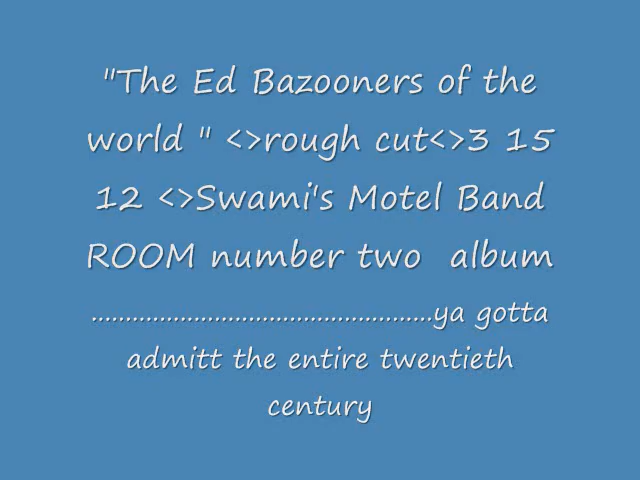 "The Ed Bazooners of the
world " <>rough cut<>3 15
12 <>Swami's Motel Band
ROOM number two  album
..................................................ya gotta
admitt the entire twentieth
century